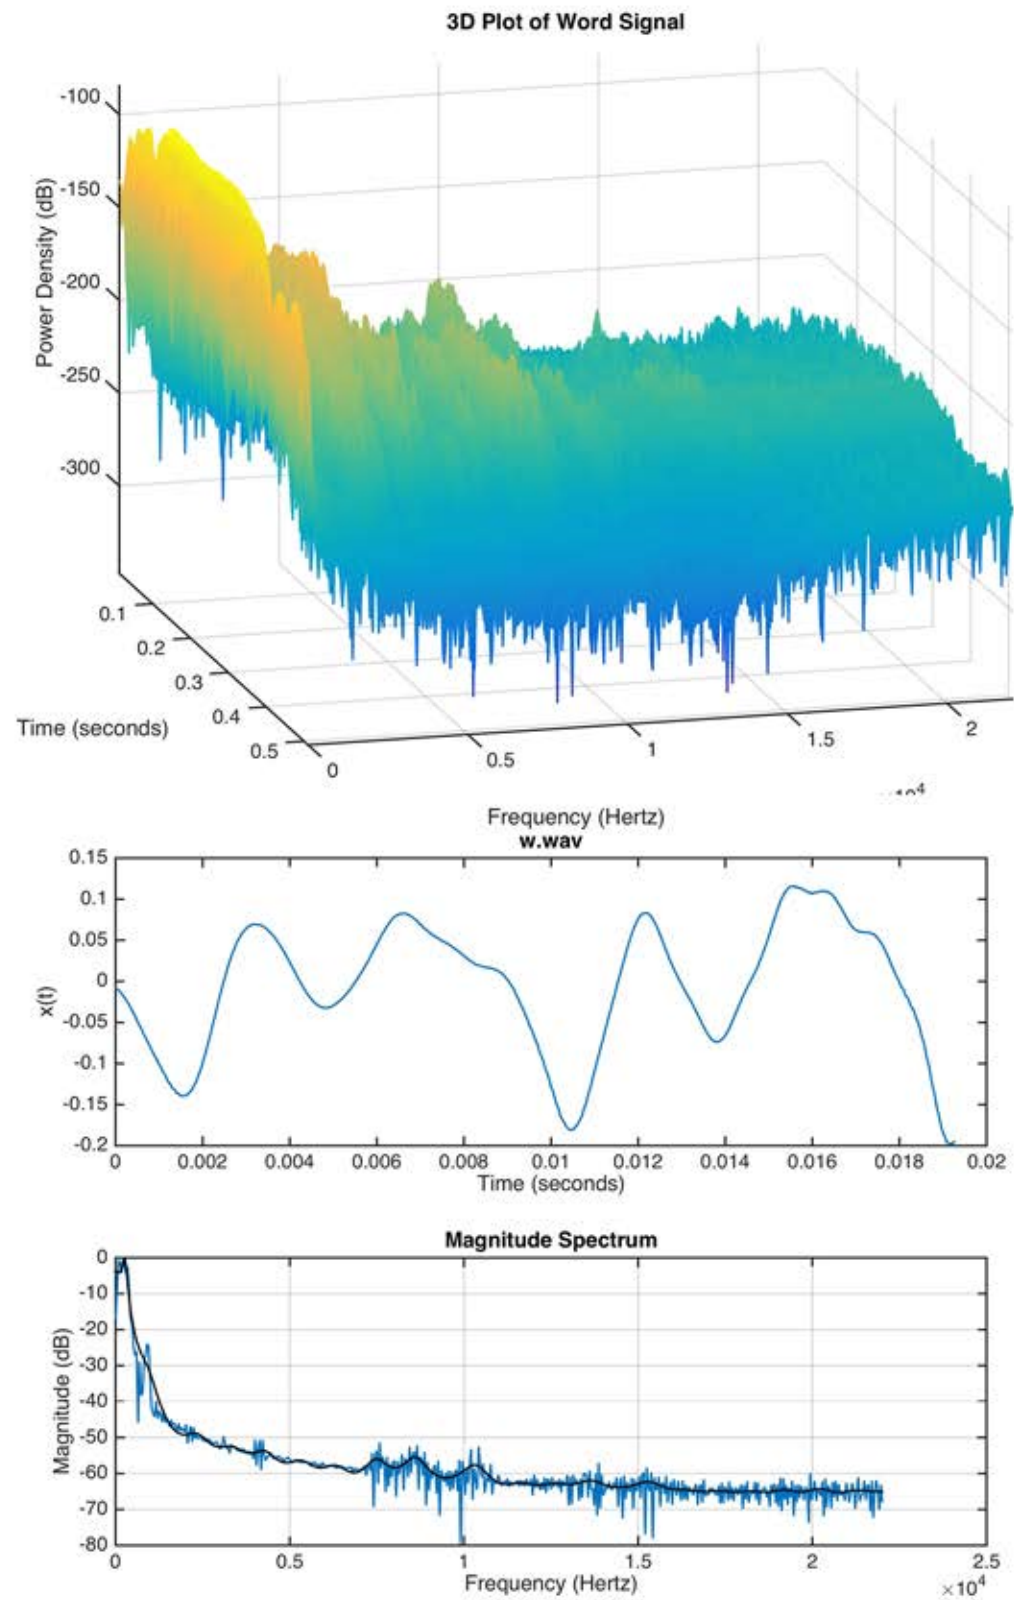 3D Plot of Word Signal
-100
-150
-200
-250
-300
Power Density (dB)
0.1
0.2
0.3
0.4
0.5
Time (seconds)
0
0.5
1
1.5
2
Frequency (Hertz)
w.wav
0.15
0.1
0.05
0
-0.05
-0.1
-0.15
-0.2
x(t)
0 0.002 0.004 0.006 0.008 0.01 0.012 0.014 0.016 0.018 0.02
Time (seconds)
Magnitude Spectrum
0
-10
-20
-30
-40
-50
-60
-70
-80
Magnitude (dB)
0 0.5 1 1.5 2 2.5
Frequency (Hertz)
×10⁴